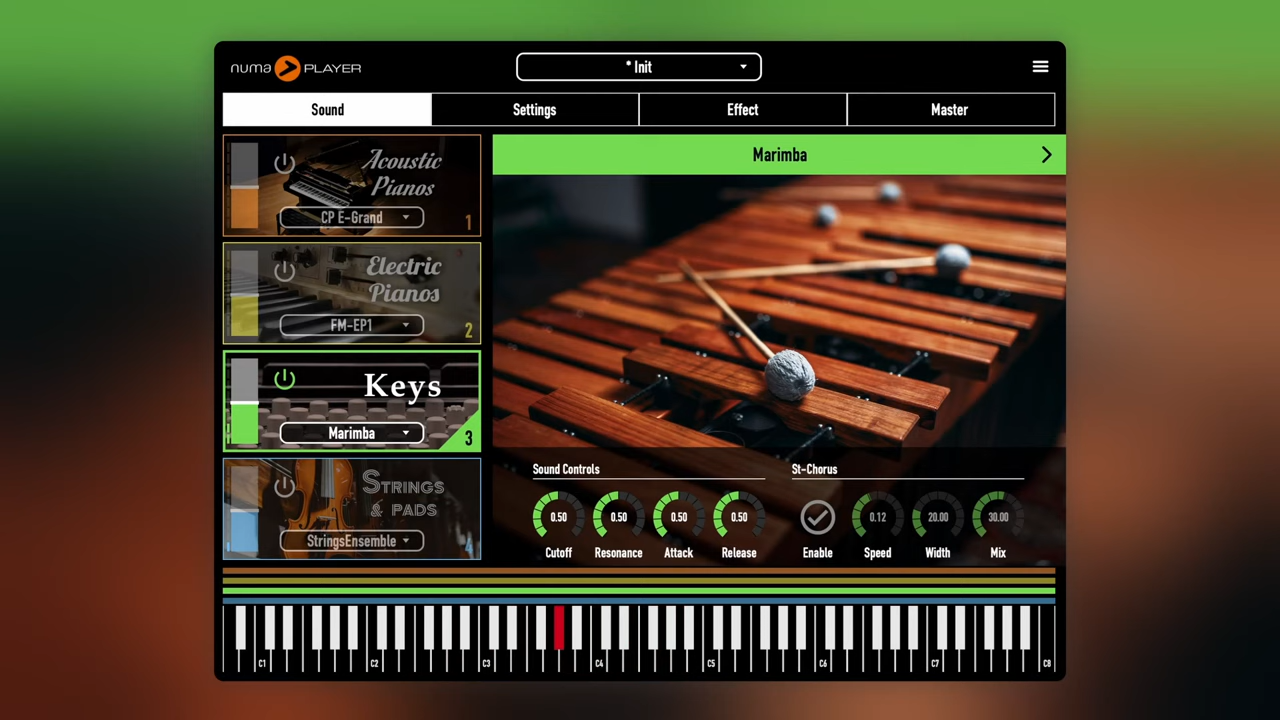 numa PLAYER
* Init
Sound
Settings
Effect
Master
Acoustic
Pianos
CP E-Grand
1
Electric
Pianos
FM-EP1
2
Keys
Marimba
3
STRINGS
& PADS
StringsEnsemble
4
Marimba
Sound Controls
St-Chorus
0.50
0.50
0.50
0.50
0.12
20.00
30.00
Cutoff
Resonance
Attack
Release
Enable
Speed
Width
Mix
C1
C2
C3
C4
C5
C6
C7
C8